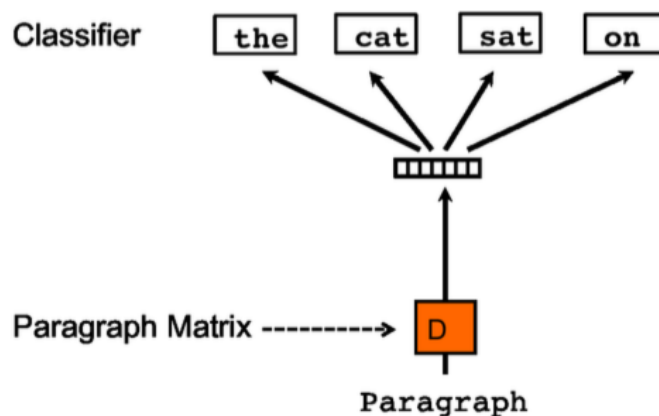 Classifier the cat sat on
Paragraph Matrix D
Paragraph